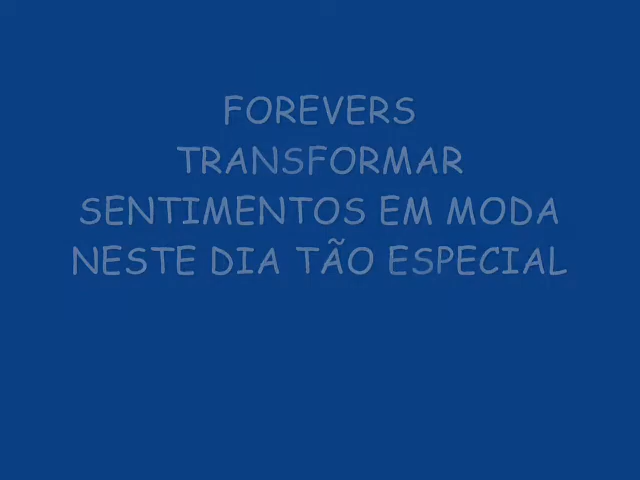 FOREVERS
TRANSFORMAR
SENTIMENTOS EM MODA
NESTE DIA TÃO ESPECIAL